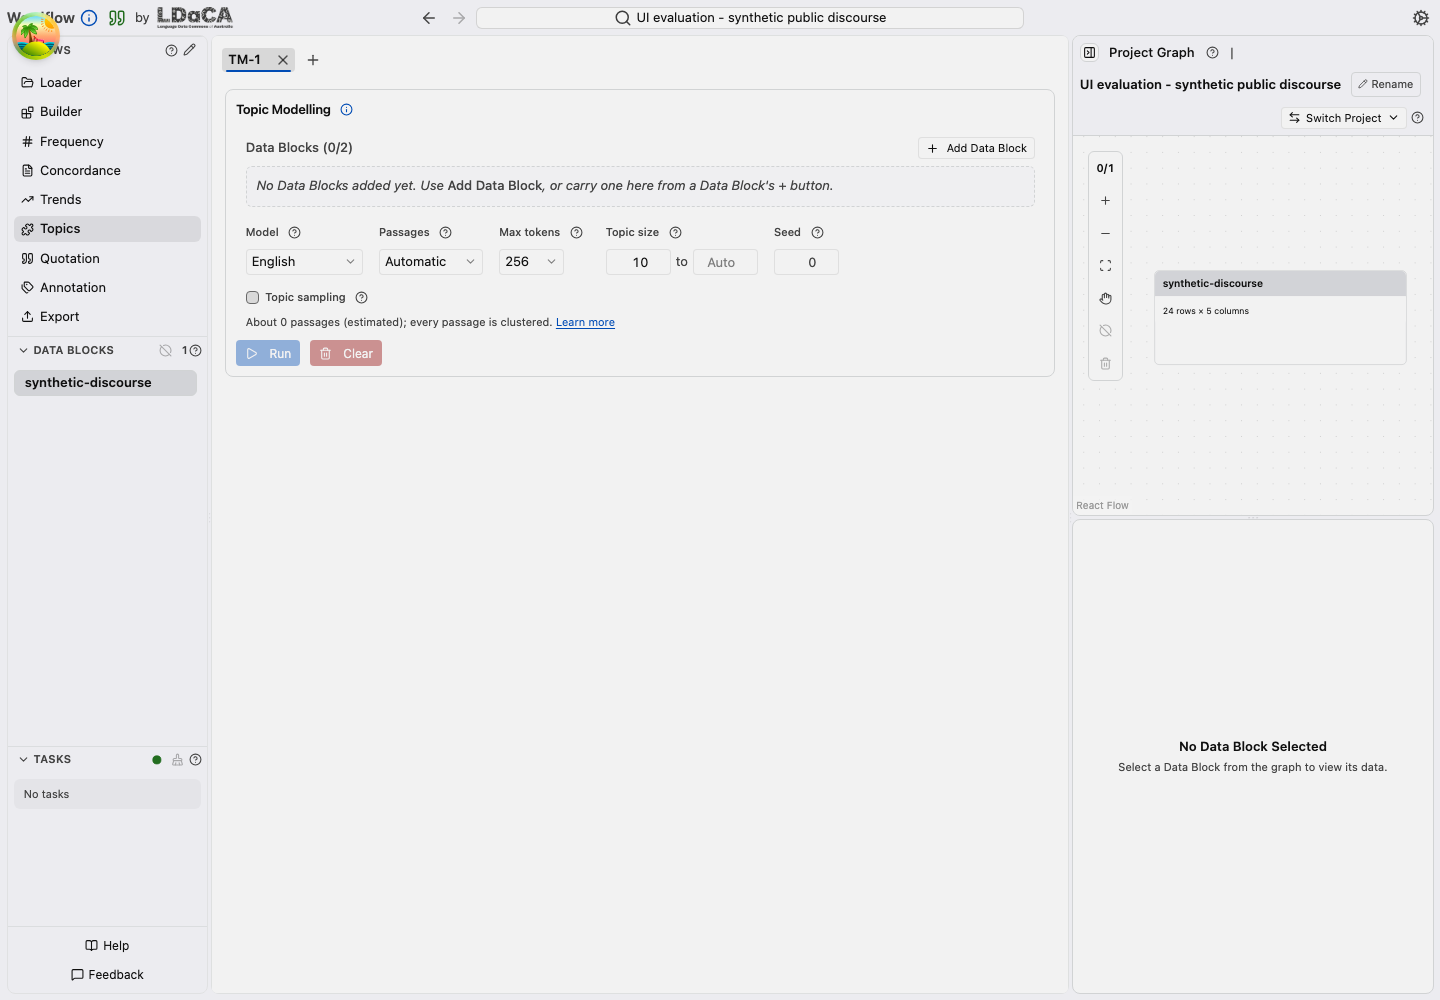 by LDaCA
UI evaluation - synthetic public discourse
Loader
Builder
Frequency
Concordance
Trends
Topics
Quotation
Annotation
Export
DATA BLOCKS 1
synthetic-discourse
TASKS
No tasks
Help
Feedback
TM-1
Topic Modelling
Data Blocks (0/2)
Add Data Block
No Data Blocks added yet. Use Add Data Block, or carry one here from a Data Block's + button.
Model Passages Max tokens Topic size Seed
English Automatic 256 10 to Auto 0
Topic sampling
About 0 passages (estimated); every passage is clustered. Learn more
Run Clear
Project Graph |
UI evaluation - synthetic public discourse Rename
Switch Project
0/1
synthetic-discourse
24 rows × 5 columns
React Flow
No Data Block Selected
Select a Data Block from the graph to view its data.